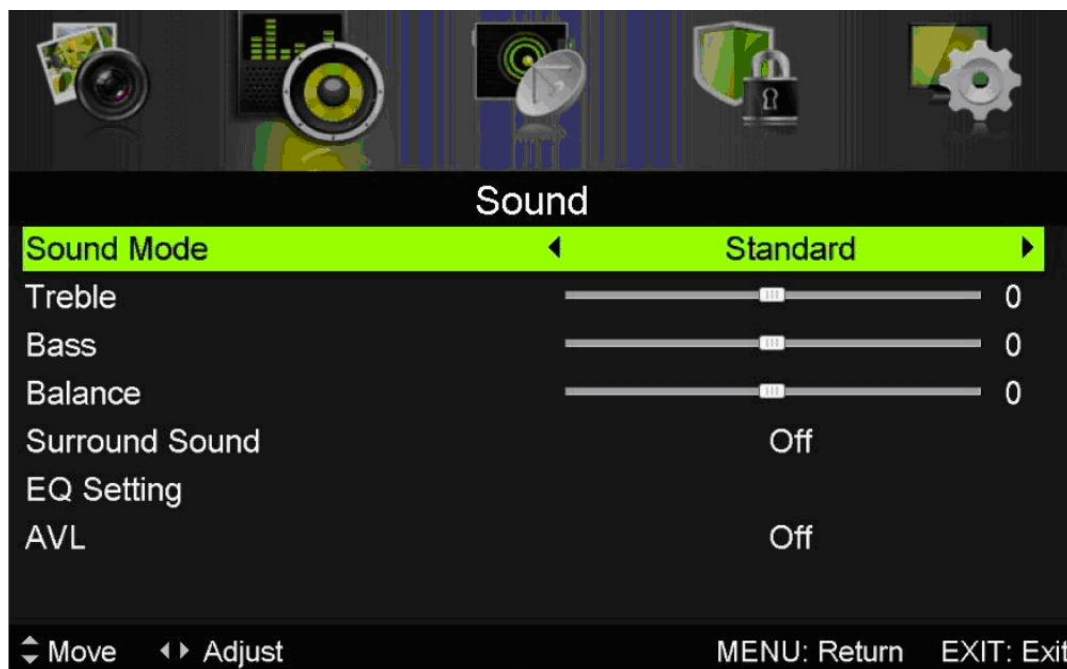 Sound
Sound Mode Standard
Treble 0
Bass 0
Balance 0
Surround Sound Off
EQ Setting
AVL Off
Move Adjust MENU: Return EXIT: Exit